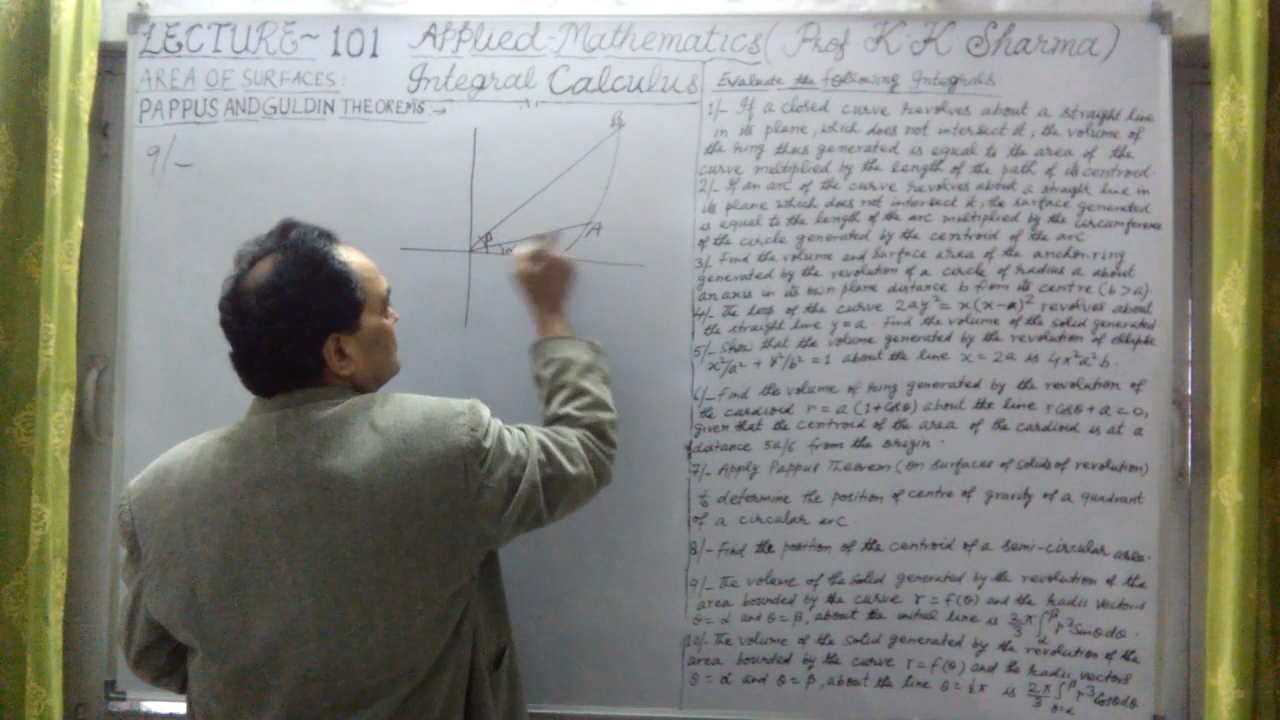 LECTURE~101 Applied-Mathematics (Prof. K.K. Sharma)
AREA OF SURFACES:
PAPPUS AND GULDIN THEOREMS→
Integral Calculus
9/-
B
A
β
Evaluate the following Integrals
1/- If a closed curve revolves about a straight line
in its plane, which does not intersect it, the volume of
the ring thus generated is equal to the area of the
curve multiplied by the length of the path of its centroid.
2/- If an arc of the curve revolves about a straight line in
its plane which does not intersect it, the surface generated
is equal to the length of the arc multiplied by the circumference
of the circle generated by the centroid of the arc
3/- Find the volume and surface area of the anchor-ring
generated by the revolution of a circle of radius a about
an axis in its own plane distance b from its centre (b > a).
4/- The loop of the curve 2ay² = x(x-a)² revolves about
the straight line y = a. Find the volume of the solid generated.
5/- Show that the volume generated by the revolution of ellipse
x²/a² + y²/b² = 1 about the line x = 2a is 4π²a²b.
6/- Find the volume of ring generated by the revolution of
the cardioid r = a (1+cosθ) about the line rcosθ + a = 0,
given that the centroid of the area of the cardioid is at a
distance 5a/6 from the origin.
7/- Apply Pappus Theorem (on surfaces of solids of revolution)
to determine the position of centre of gravity of a quadrant
of a circular arc.
8/- Find the position of the centroid of a semi-circular area.
9/- The volume of the solid generated by the revolution of the
area bounded by the curve r = f(θ) and the radii vectors
θ = α and θ = β, about the initial line is 2/3 π ∫α^β r³ Sinθ dθ.
10/- The volume of the solid generated by the revolution of the
area bounded by the curve r = f(θ) and the radii vectors
θ = α and θ = β, about the line θ = ½π is 2π/3 ∫θ=α^β r³ Cosθ dθ.